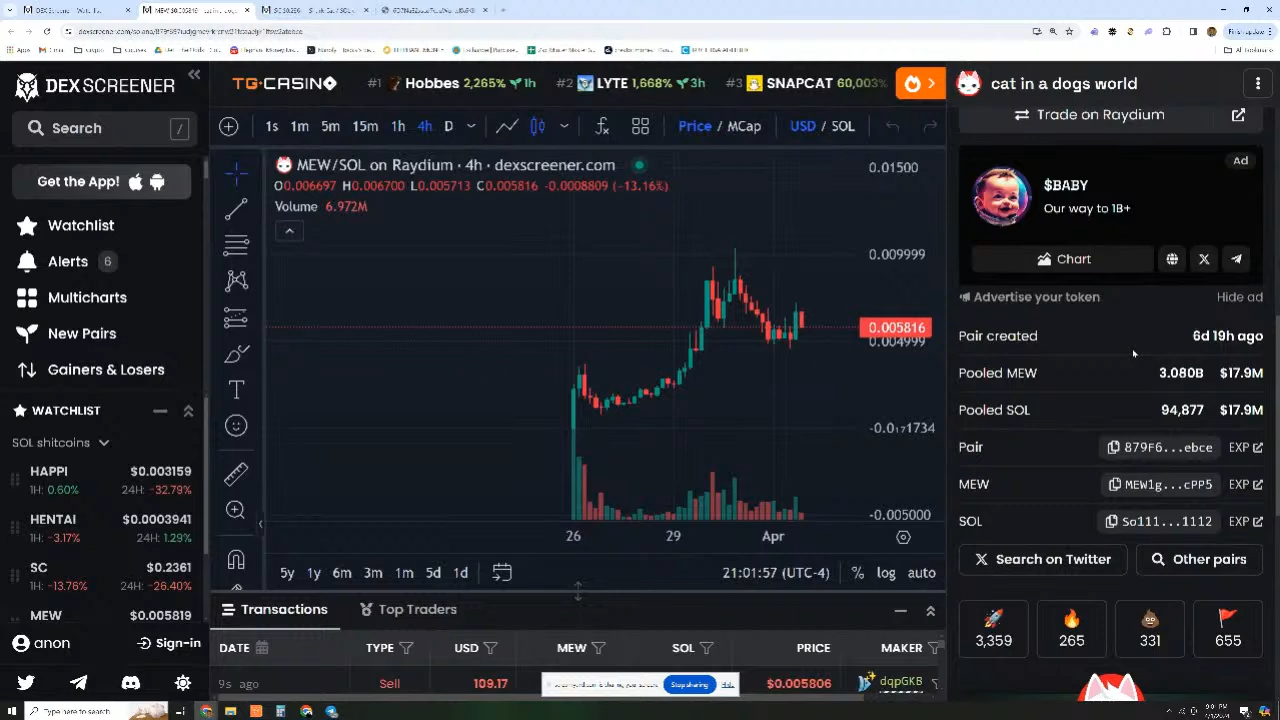 DEX SCREENER
Search
/
Get the App!
Watchlist
Alerts 6
Multicharts
New Pairs
Gainers & Losers
WATCHLIST
SOL shitcoins
HAPPI $0.003159
1H: 0.60% 24H: -32.79%
HENTAI $0.0003941
1H: -3.17% 24H: 1.29%
SC $0.2361
1H: -13.76% 24H: -26.40%
MEW $0.005819
anon Sign-in
TG.CASINO
#1 Hobbes 2,265% 1h
#2 LYTE 1,668% 3h
#3 SNAPCAT 60,003%
1s 1m 5m 15m 1h 4h D
Price / MCap
USD / SOL
MEW/SOL on Raydium · 4h · dexscreener.com
O0.006697 H0.006700 L0.005713 C0.005816 -0.0008809 (-13.16%)
Volume 6.972M
0.01500
0.009999
0.005816
0.004999
-0.0₁₇1734
-0.005000
26 29 Apr
5y 1y 6m 3m 1m 5d 1d
21:01:57 (UTC-4) % log auto
Transactions Top Traders
DATE TYPE USD MEW SOL PRICE MAKER
9s ago Sell 109.17 $0.005806 dqpGKB
Stop sharing Hide
cat in a dogs world
Trade on Raydium
Ad
$BABY
Our way to 1B+
Chart
Advertise your token Hide ad
Pair created 6d 19h ago
Pooled MEW 3.080B $17.9M
Pooled SOL 94,877 $17.9M
Pair 879F6...ebce EXP
MEW MEW1g...cPP5 EXP
SOL So111...1112 EXP
Search on Twitter Other pairs
3,359 265 331 655
Type here to search